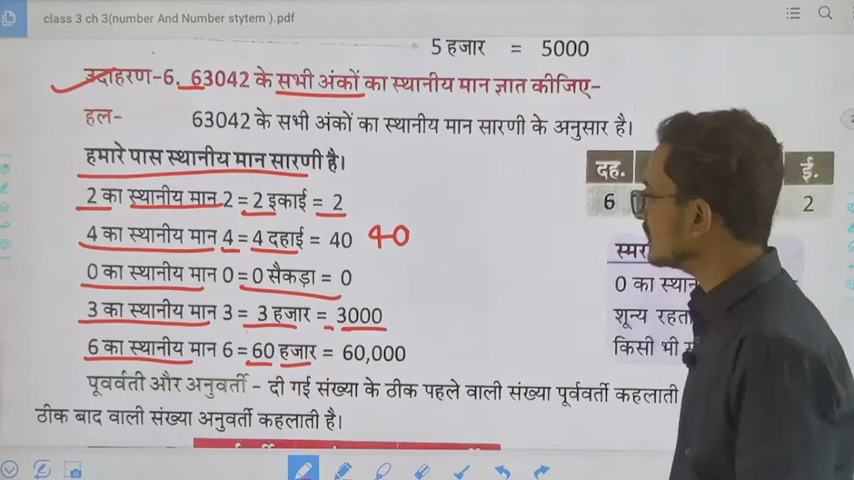 class 3 ch 3(number And Number stytem ).pdf
5 हजार = 5000
उदाहरण-6. 63042 के सभी अंकों का स्थानीय मान ज्ञात कीजिए-
हल- 63042 के सभी अंकों का स्थानीय मान सारणी के अनुसार है।
हमारे पास स्थानीय मान सारणी है।
2 का स्थानीय मान 2 = 2 इकाई = 2
4 का स्थानीय मान 4 = 4 दहाई = 40 40
0 का स्थानीय मान 0 = 0 सैकड़ा = 0
3 का स्थानीय मान 3 = 3 हजार = 3000
6 का स्थानीय मान 6 = 60 हजार = 60,000
पूववर्ती और अनुवर्ती - दी गई संख्या के ठीक पहले वाली संख्या पूर्ववर्ती कहलाती
ठीक बाद वाली संख्या अनुवर्ती कहलाती है।
दह. ई.
6 2
0 का
किसी भी